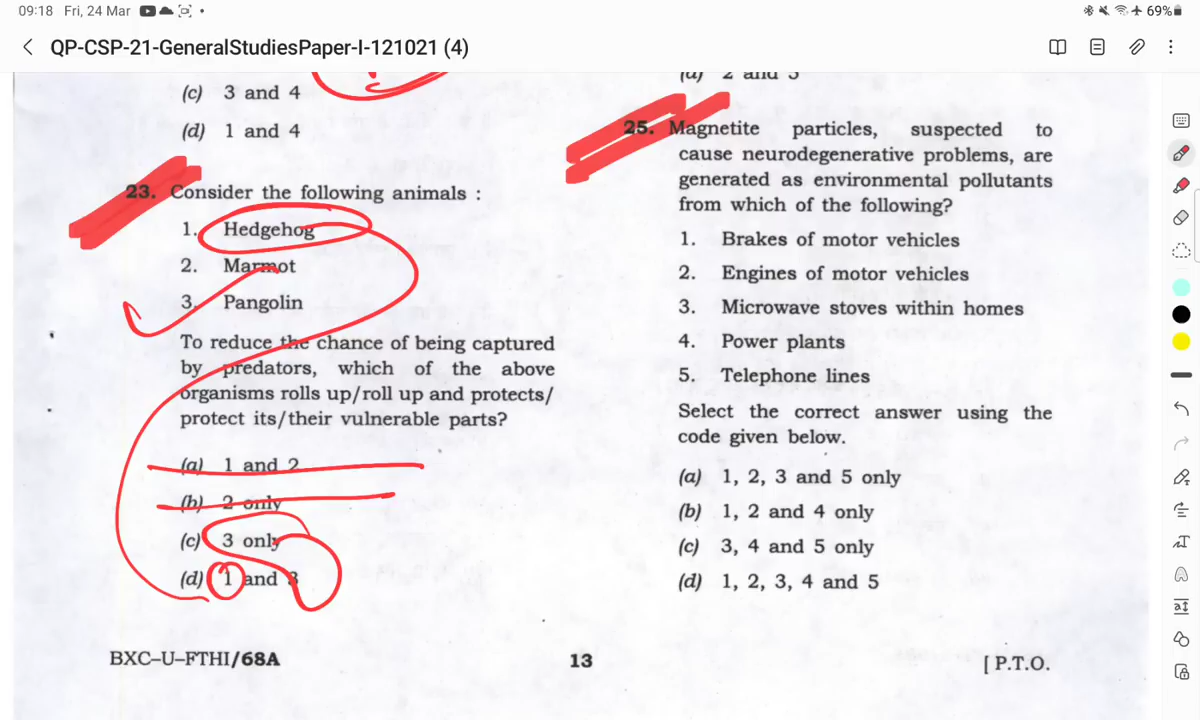 09:18 Fri, 24 Mar
69%
QP-CSP-21-GeneralStudiesPaper-I-121021 (4)
(c) 3 and 4
(d) 1 and 4
23. Consider the following animals :
1. Hedgehog
2. Marmot
3. Pangolin
To reduce the chance of being captured
by predators, which of the above
organisms rolls up/roll up and protects/
protect its/their vulnerable parts?
(a) 1 and 2
(b) 2 only
(c) 3 only
(d) 1 and 3
BXC–U–FTHI/68A
(d) 2 and 3
25. Magnetite particles, suspected to
cause neurodegenerative problems, are
generated as environmental pollutants
from which of the following?
1. Brakes of motor vehicles
2. Engines of motor vehicles
3. Microwave stoves within homes
4. Power plants
5. Telephone lines
Select the correct answer using the
code given below.
(a) 1, 2, 3 and 5 only
(b) 1, 2 and 4 only
(c) 3, 4 and 5 only
(d) 1, 2, 3, 4 and 5
13
[ P.T.O.